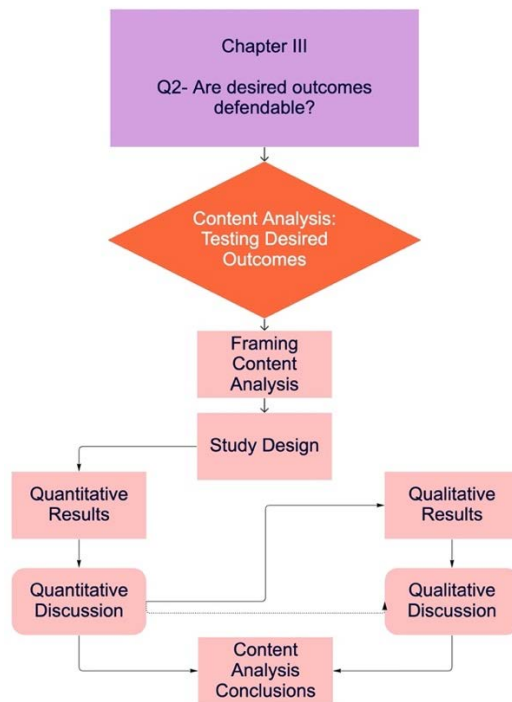 Chapter III
Q2- Are desired outcomes
defendable?
Content Analysis:
Testing Desired
Outcomes
Framing
Content
Analysis
Study Design
Quantitative
Results
Qualitative
Results
Quantitative
Discussion
Qualitative
Discussion
Content
Analysis
Conclusions